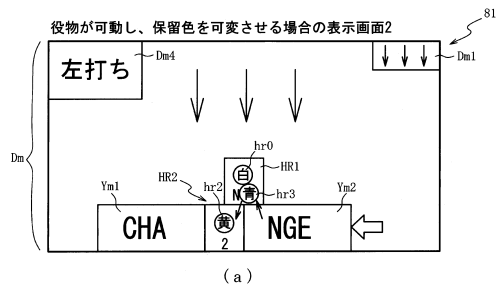 役物が可動し、保留色を可変させる場合の表示画面2
81
左打ち
Dm4
Dm1
Dm
hr0
白
HR1
HR2
hr2
N
青
hr3
Ym1
Ym2
CHA
黄
NGE
2
(a)